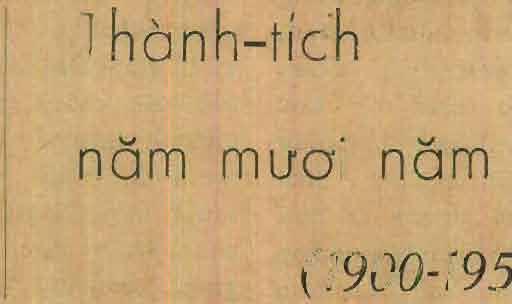 Thành-tích
năm mươi năm
(1900-195